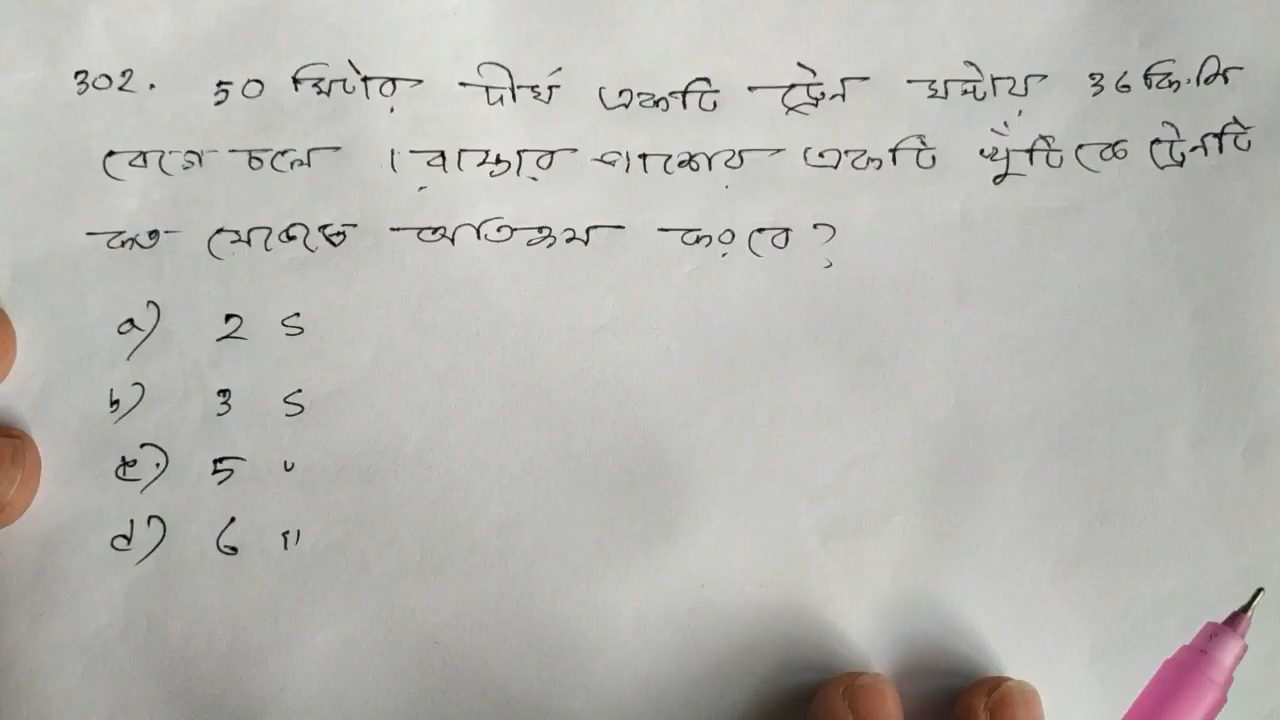 302. 50 মিটার দীর্ঘ একটি ট্রেন ঘন্টায় 36 কি.মি
বেগে চলে । রাস্তার পাশের একটি খুঁটি কে ট্রেনটি
কত সেকেন্ডে অতিক্রম করবে ?
a) 2 s
b) 3 s
c) 5 "
d) 6 "